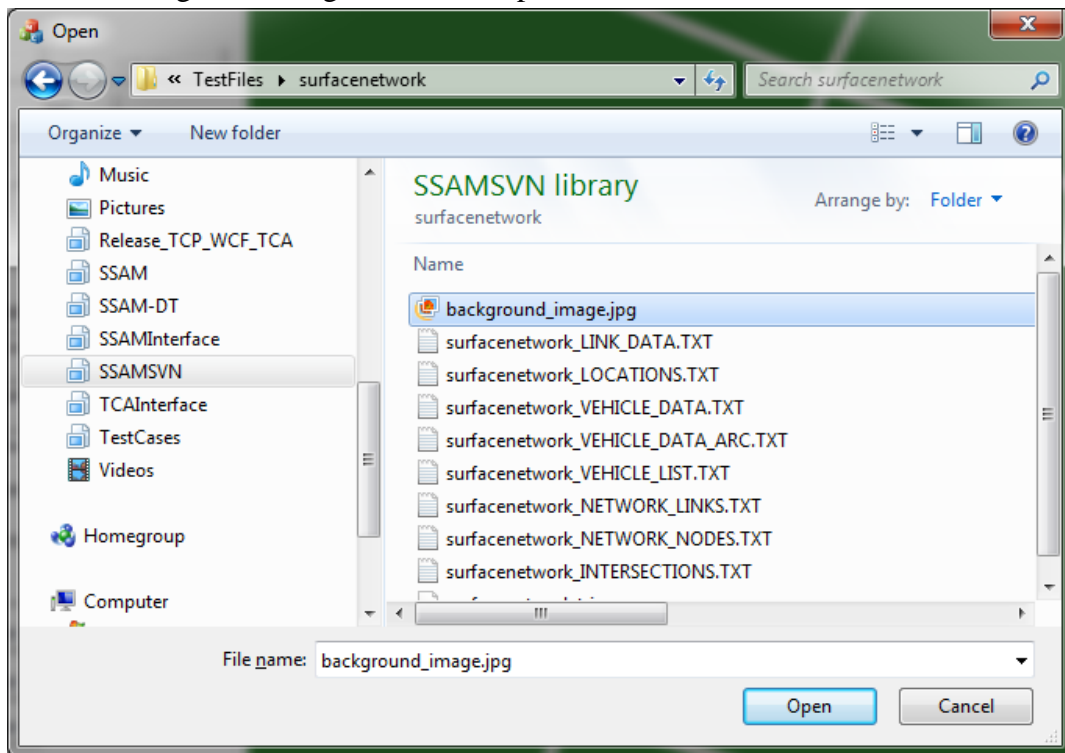 Open
« TestFiles ▸ surfacenetwork
Search surfacenetwork
Organize
New folder
Music
Pictures
Release_TCP_WCF_TCA
SSAM
SSAM-DT
SSAMInterface
SSAMSVN
TCAInterface
TestCases
Videos
Homegroup
Computer
SSAMSVN library
surfacenetwork
Arrange by: Folder
Name
background_image.jpg
surfacenetwork_LINK_DATA.TXT
surfacenetwork_LOCATIONS.TXT
surfacenetwork_VEHICLE_DATA.TXT
surfacenetwork_VEHICLE_DATA_ARC.TXT
surfacenetwork_VEHICLE_LIST.TXT
surfacenetwork_NETWORK_LINKS.TXT
surfacenetwork_NETWORK_NODES.TXT
surfacenetwork_INTERSECTIONS.TXT
File name: background_image.jpg
Open Cancel